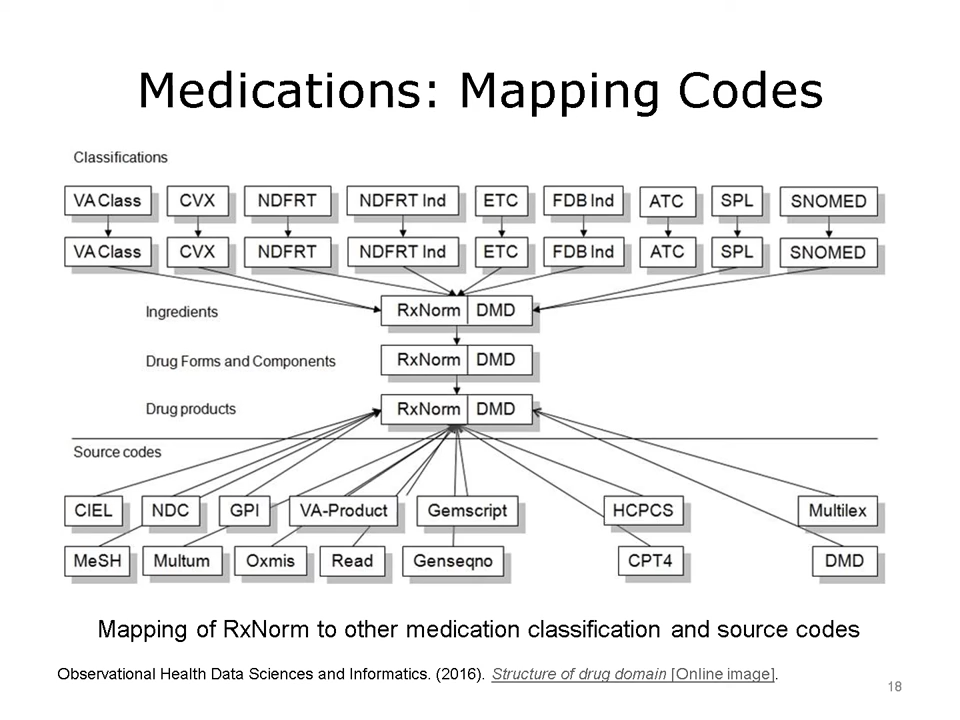 Medications: Mapping Codes
Classifications
VA Class CVX NDFRT NDFRT Ind ETC FDB Ind ATC SPL SNOMED
VA Class CVX NDFRT NDFRT Ind ETC FDB Ind ATC SPL SNOMED
Ingredients RxNorm DMD
Drug Forms and Components RxNorm DMD
Drug products RxNorm DMD
Source codes
CIEL NDC GPI VA-Product Gemscript HCPCS Multilex
MeSH Multum Oxmis Read Genseqno CPT4 DMD
Mapping of RxNorm to other medication classification and source codes
Observational Health Data Sciences and Informatics. (2016). Structure of drug domain [Online image].
18